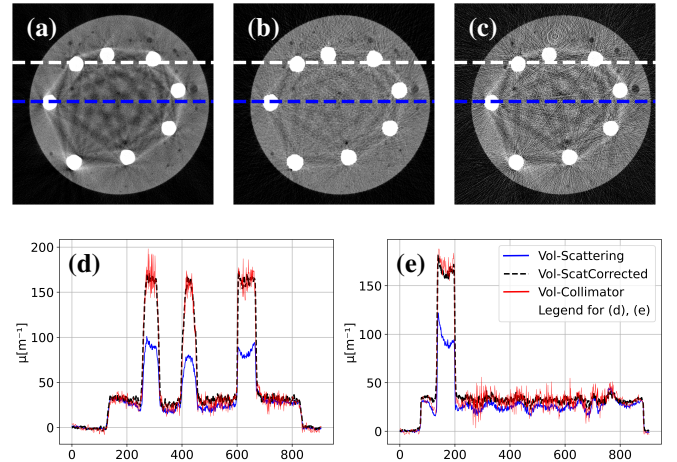 (a) (b) (c)
(d)
200
150
100
50
0
μ[m⁻¹]
0 200 400 600 800
(e)
150
100
50
0
μ[m⁻¹]
0 200 400 600 800
Vol-Scattering
Vol-ScatCorrected
Vol-Collimator
Legend for (d), (e)